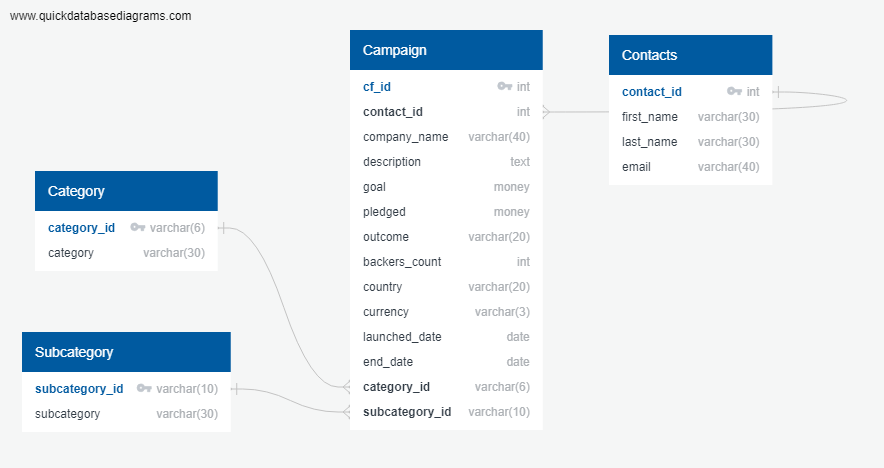 www.quickdatabasediagrams.com
Campaign
cf_id int
contact_id int
company_name varchar(40)
description text
goal money
pledged money
outcome varchar(20)
backers_count int
country varchar(20)
currency varchar(3)
launched_date date
end_date date
category_id varchar(6)
subcategory_id varchar(10)
Contacts
contact_id int
first_name varchar(30)
last_name varchar(30)
email varchar(40)
Category
category_id varchar(6)
category varchar(30)
Subcategory
subcategory_id varchar(10)
subcategory varchar(30)